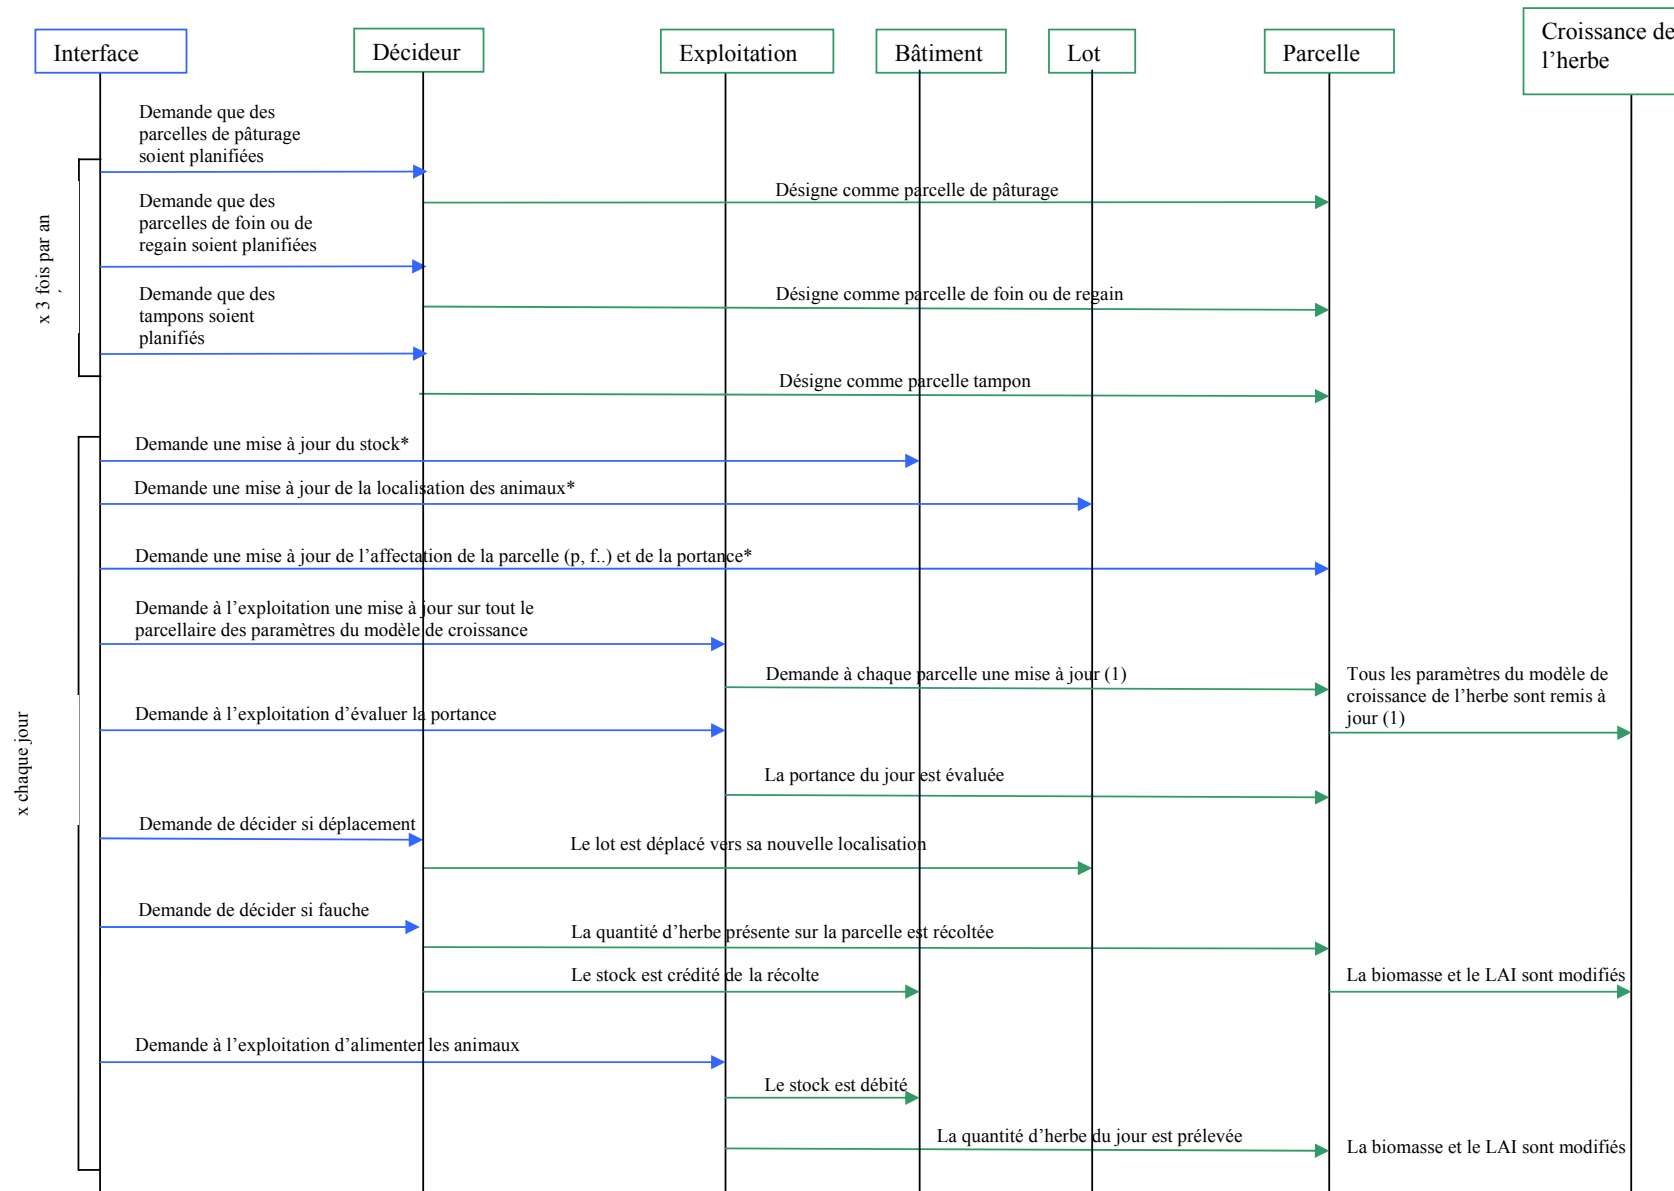 Interface
Décideur
Exploitation
Bâtiment
Lot
Parcelle
Croissance de
l’herbe
Demande que des
parcelles de pâturage
soient planifiées
Désigne comme parcelle de pâturage
Demande que des
parcelles de foin ou de
regain soient planifiées
x 3 fois par an
Demande que des
tampons soient
planifiés
Désigne comme parcelle de foin ou de regain
Désigne comme parcelle tampon
Demande une mise à jour du stock*
Demande une mise à jour de la localisation des animaux*
Demande une mise à jour de l’affectation de la parcelle (p, f..) et de la portance*
Demande à l’exploitation une mise à jour sur tout le
parcellaire des paramètres du modèle de croissance
Demande à chaque parcelle une mise à jour (1)
Tous les paramètres du modèle de
croissance de l’herbe sont remis à
jour (1)
x chaque jour
Demande à l’exploitation d’évaluer la portance
La portance du jour est évaluée
Demande de décider si déplacement
Le lot est déplacé vers sa nouvelle localisation
Demande de décider si fauche
La quantité d’herbe présente sur la parcelle est récoltée
Le stock est crédité de la récolte
La biomasse et le LAI sont modifiés
Demande à l’exploitation d’alimenter les animaux
Le stock est débité
La quantité d’herbe du jour est prélevée
La biomasse et le LAI sont modifiés